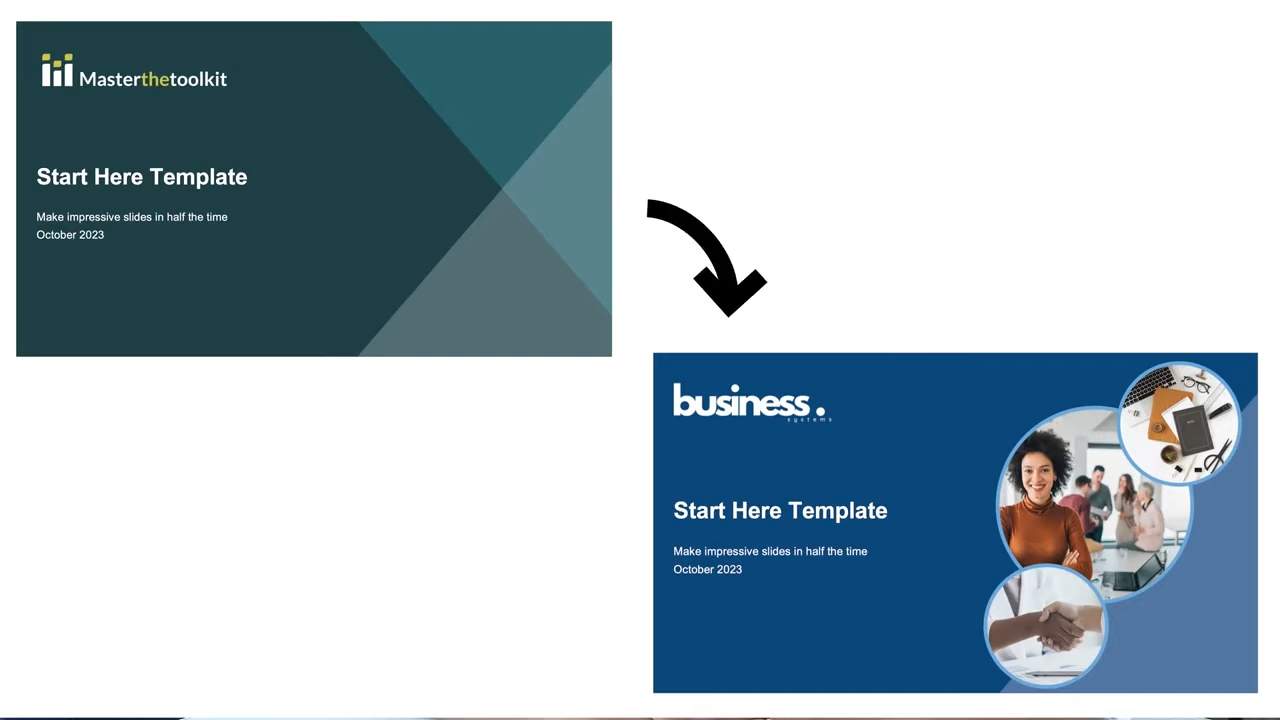 Masterthetoolkit
Start Here Template
Make impressive slides in half the time
October 2023
business.
systems
Start Here Template
Make impressive slides in half the time
October 2023